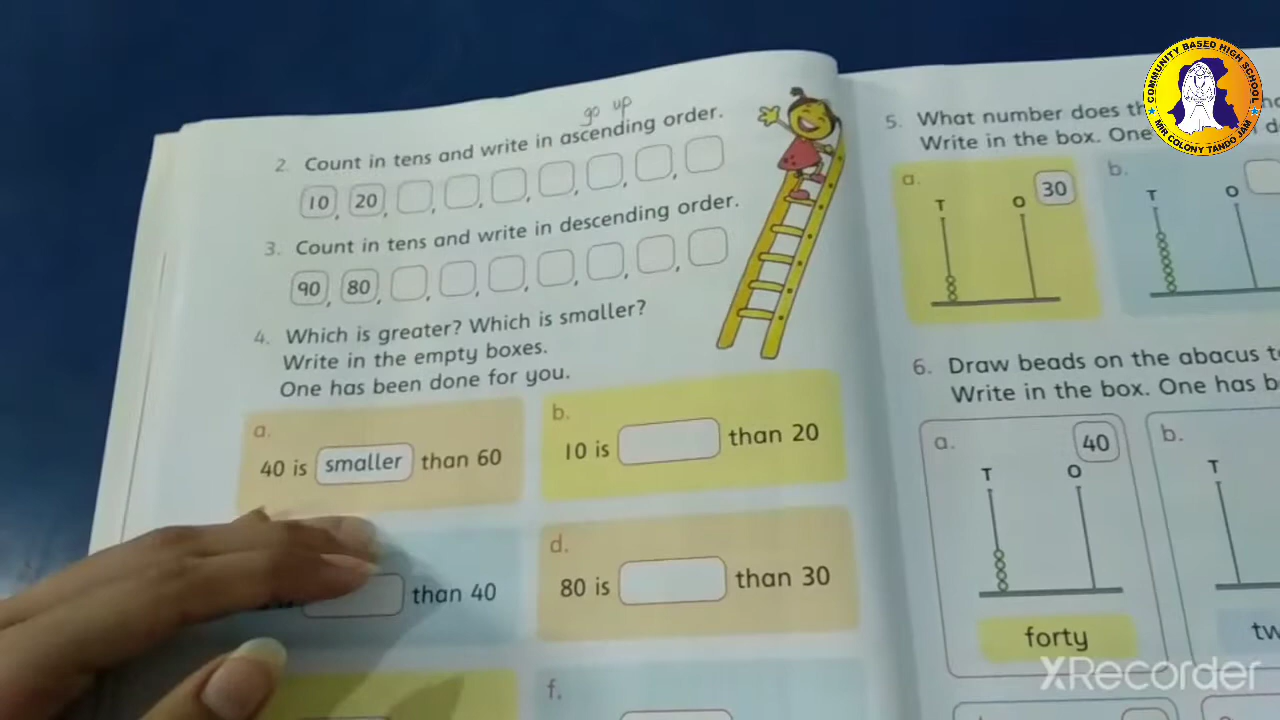 COMMUNITY BASED HIGH SCHOOL
MIR COLONY TANDO JAM
go up
2. Count in tens and write in ascending order.
10, 20, , , , , , ,
3. Count in tens and write in descending order.
90, 80, , , , , , ,
4. Which is greater? Which is smaller?
Write in the empty boxes.
One has been done for you.
a.
40 is smaller than 60
b.
10 is than 20
than 40
d.
80 is than 30
f.
5. What number does
Write in the box. One
a.
30
T O
b.
T O
6. Draw beads on the abacus
Write in the box. One has
a.
40
T O
forty
b.
T
XRecorder